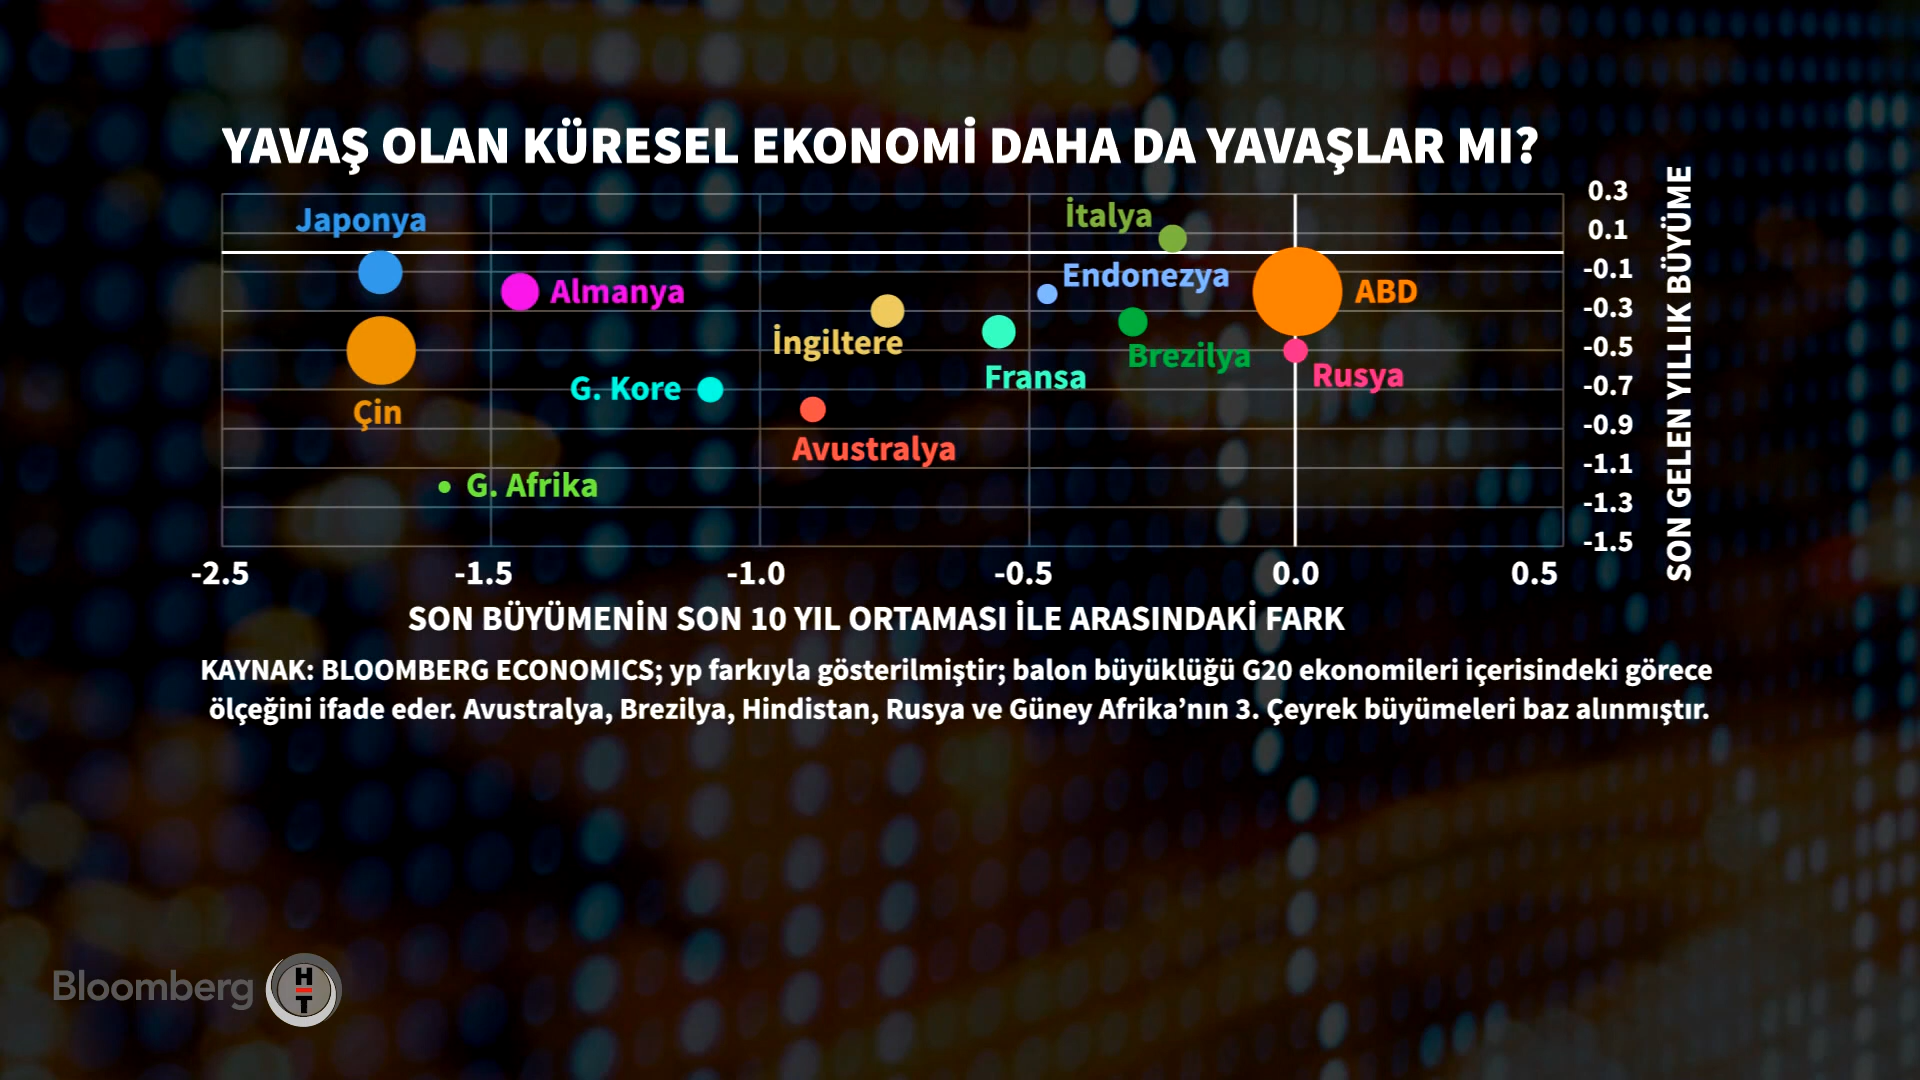 YAVAŞ OLAN KÜRESEL EKONOMİ DAHA DA YAVAŞLAR MI?
Japonya
Almanya
Çin
G. Kore
G. Afrika
İngiltere
Avustralya
Fransa
Endonezya
İtalya
Brezilya
ABD
Rusya
0.3
0.1
-0.1
-0.3
-0.5
-0.7
-0.9
-1.1
-1.3
-1.5
SON GELEN YILLIK BÜYÜME
-2.5 -1.5 -1.0 -0.5 0.0 0.5
SON BÜYÜMENİN SON 10 YIL ORTAMASI İLE ARASINDAKİ FARK
KAYNAK: BLOOMBERG ECONOMICS; yp farkıyla gösterilmiştir; balon büyüklüğü G20 ekonomileri içerisindeki görece
ölçeğini ifade eder. Avustralya, Brezilya, Hindistan, Rusya ve Güney Afrika’nın 3. Çeyrek büyümeleri baz alınmıştır.
Bloomberg HT